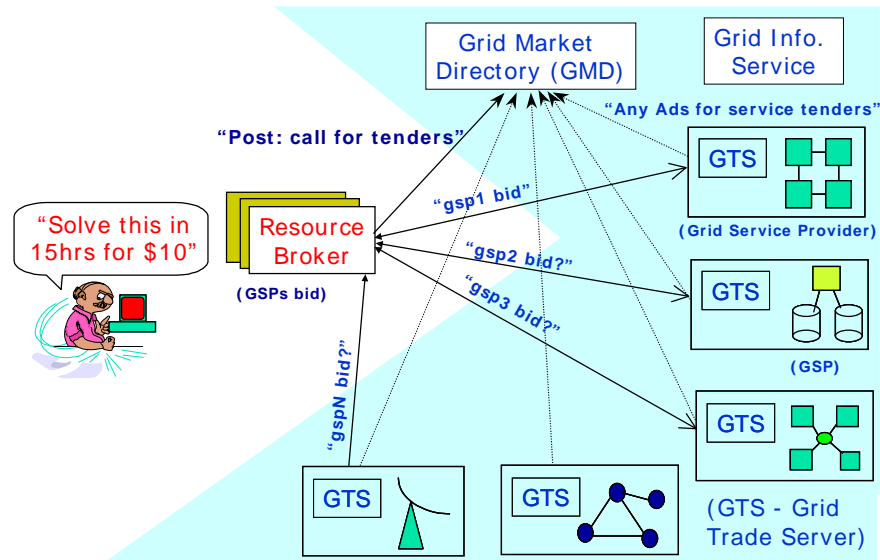 Grid Market
Directory (GMD)
Grid Info.
Service
“Any Ads for service tenders”
“Post: call for tenders”
GTS
“gsp1 bid”
(Grid Service Provider)
“Solve this in
15hrs for $10”
Resource
Broker
(GSPs bid)
“gsp2 bid?”
GTS
“gsp3 bid?”
(GSP)
“gspN bid?”
GTS
GTS
GTS
(GTS - Grid
Trade Server)